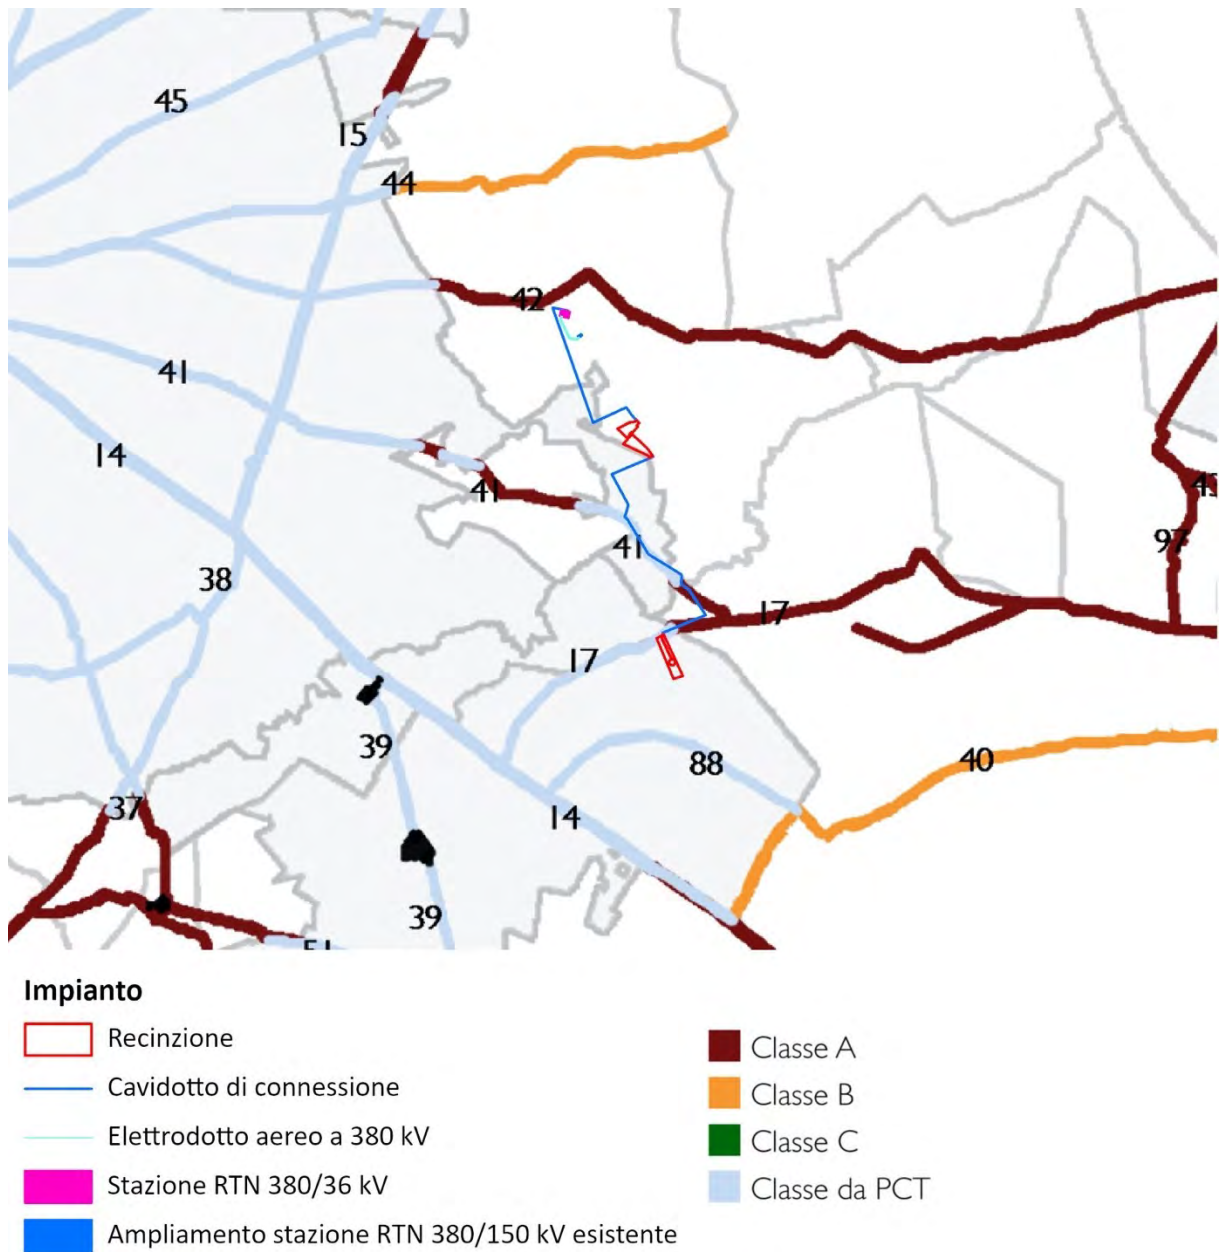 45
15
44
42
41
14
41
43
97
41
38
17
17
39
88
40
37
14
39
51
Impianto
Recinzione
Cavidotto di connessione
Elettrodotto aereo a 380 kV
Stazione RTN 380/36 kV
Ampliamento stazione RTN 380/150 kV esistente
Classe A
Classe B
Classe C
Classe da PCT